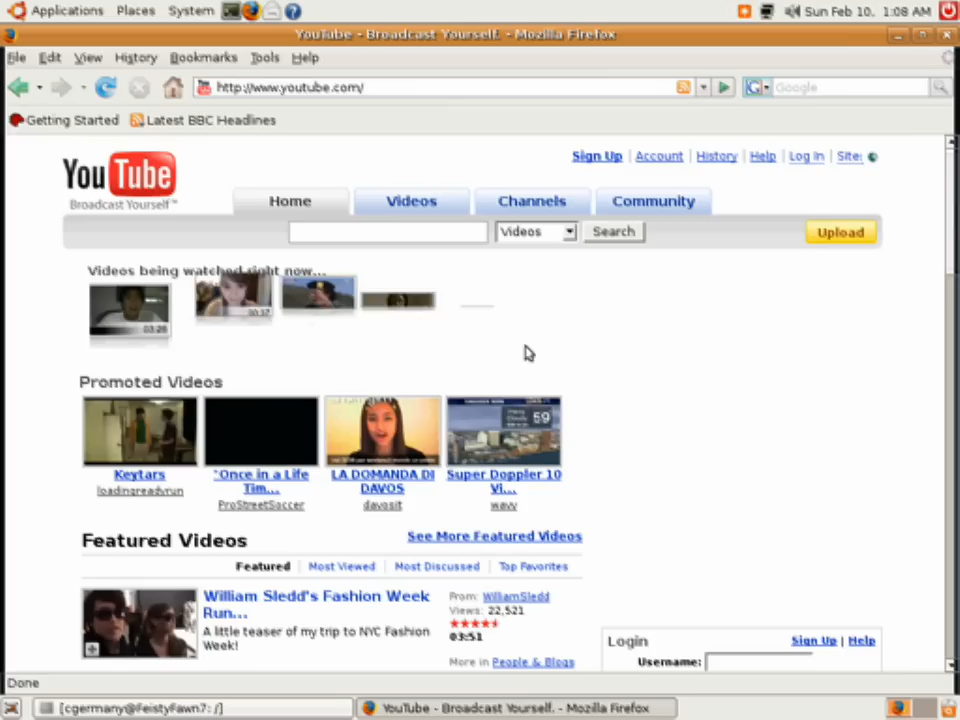 Applications Places System Sun Feb 10, 1:08 AM
YouTube - Broadcast Yourself. - Mozilla Firefox
File Edit View History Bookmarks Tools Help
http://www.youtube.com/ Google
Getting Started Latest BBC Headlines
Sign Up Account History Help Log In Site:
YouTube
Broadcast Yourself™
Home Videos Channels Community
Videos Search Upload
Videos being watched right now...
03:28 00:37
Promoted Videos
59
Keytars "Once in a Life Tim... LA DOMANDA DI DAVOS Super Doppler 10 Vi...
loadingreadyrun ProStreetSoccer davosit wavy
Featured Videos See More Featured Videos
Featured Most Viewed Most Discussed Top Favorites
William Sledd's Fashion Week Run...
A little teaser of my trip to NYC Fashion Week!
From: WilliamSledd
Views: 22,521
03:51
More in People & Blogs
Login Sign Up | Help
Username:
Done
[cgermany@FeistyFawn7: /] YouTube - Broadcast Yourself. - Mozilla Firefox